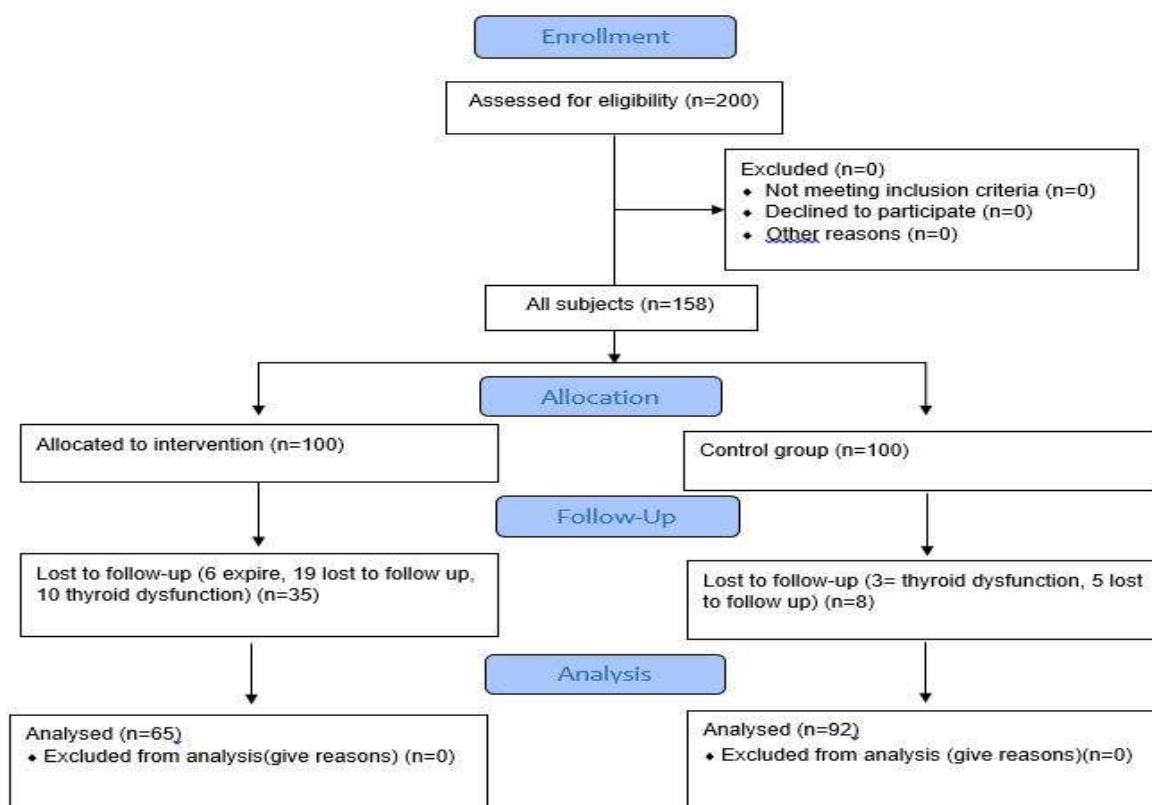 Enrollment
Assessed for eligibility (n=200)
Excluded (n=0)
♦ Not meeting inclusion criteria (n=0)
♦ Declined to participate (n=0)
♦ Other reasons (n=0)
All subjects (n=158)
Allocation
Allocated to intervention (n=100)
Control group (n=100)
Follow-Up
Lost to follow-up (6 expire, 19 lost to follow up,
10 thyroid dysfunction) (n=35)
Lost to follow-up (3= thyroid dysfunction, 5 lost
to follow up) (n=8)
Analysis
Analysed (n=65)
♦ Excluded from analysis(give reasons) (n=0)
Analysed (n=92)
♦ Excluded from analysis (give reasons)(n=0)